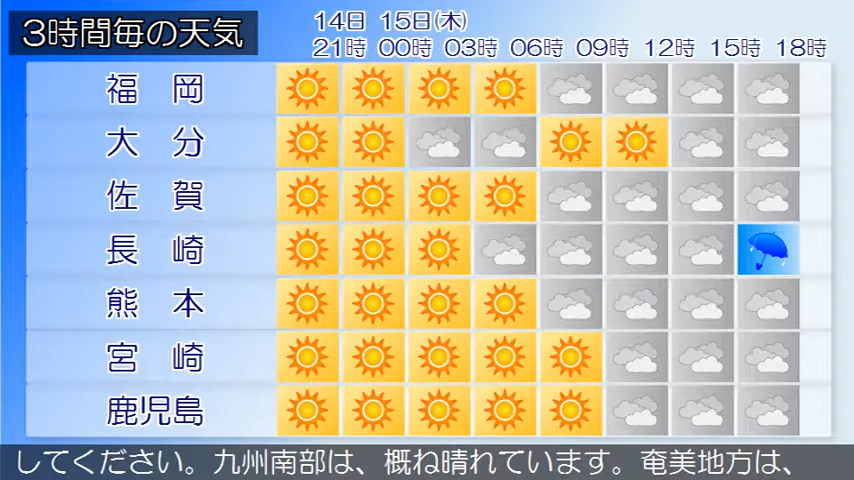 3時間毎の天気
14日 15日(木)
21時 00時 03時 06時 09時 12時 15時 18時
福岡
大分
佐賀
長崎
熊本
宮崎
鹿児島
してください。九州南部は、概ね晴れています。奄美地方は、